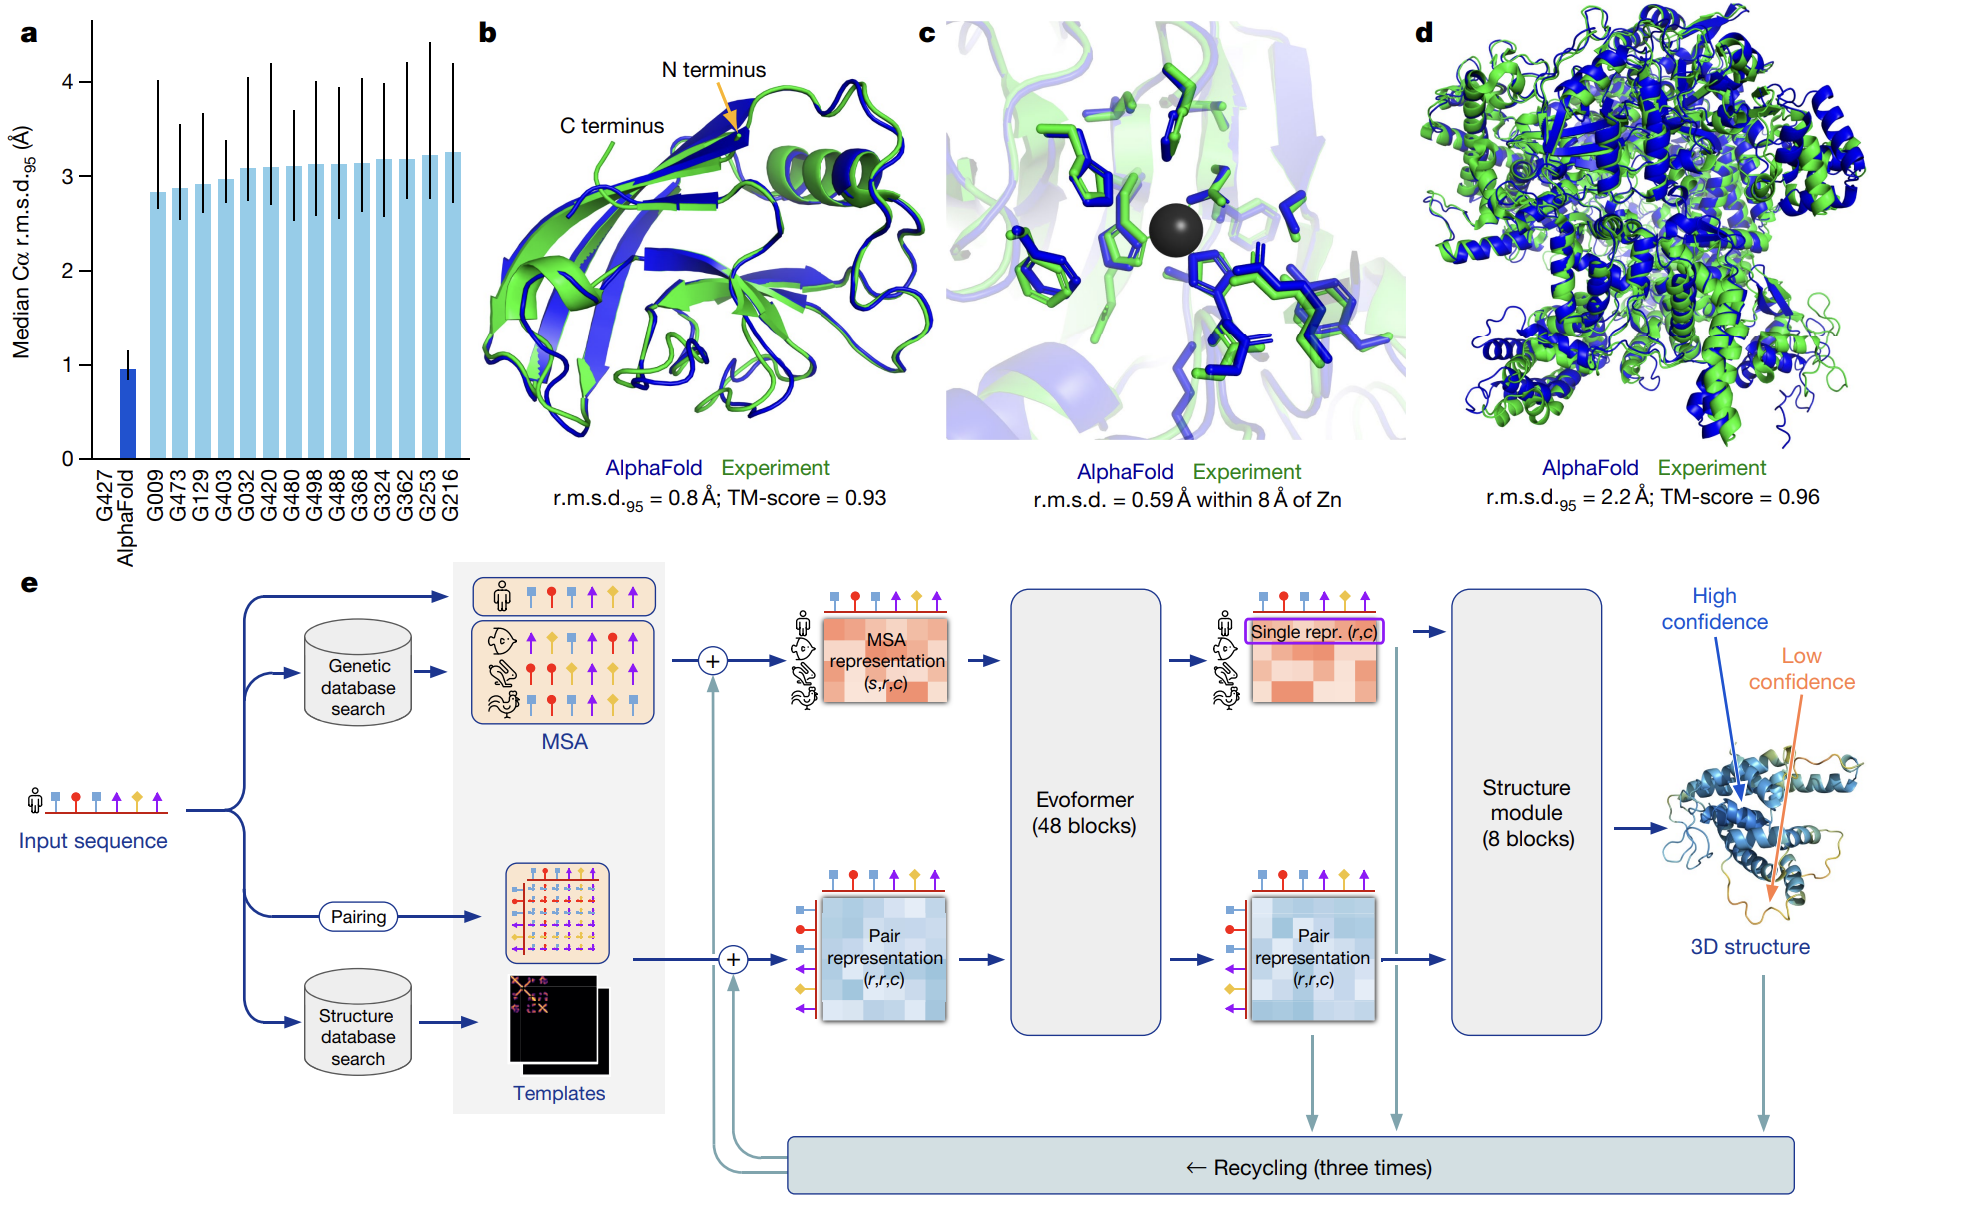 a
b
c
d
Median Cα r.m.s.d.95 (Å)
4
3
2
1
0
G427
AlphaFold
G009
G473
G129
G403
G032
G420
G480
G498
G488
G368
G324
G362
G253
G216
N terminus
C terminus
AlphaFold Experiment
r.m.s.d.95 = 0.8 Å; TM-score = 0.93
AlphaFold Experiment
r.m.s.d. = 0.59 Å within 8 Å of Zn
AlphaFold Experiment
r.m.s.d.95 = 2.2 Å; TM-score = 0.96
e
Input sequence
Genetic
database
search
MSA
Pairing
Structure
database
search
Templates
+
+
MSA
representation
(s,r,c)
Pair
representation
(r,r,c)
Evoformer
(48 blocks)
Single repr. (r,c)
Pair
representation
(r,r,c)
Structure
module
(8 blocks)
High
confidence
Low
confidence
3D structure
← Recycling (three times)